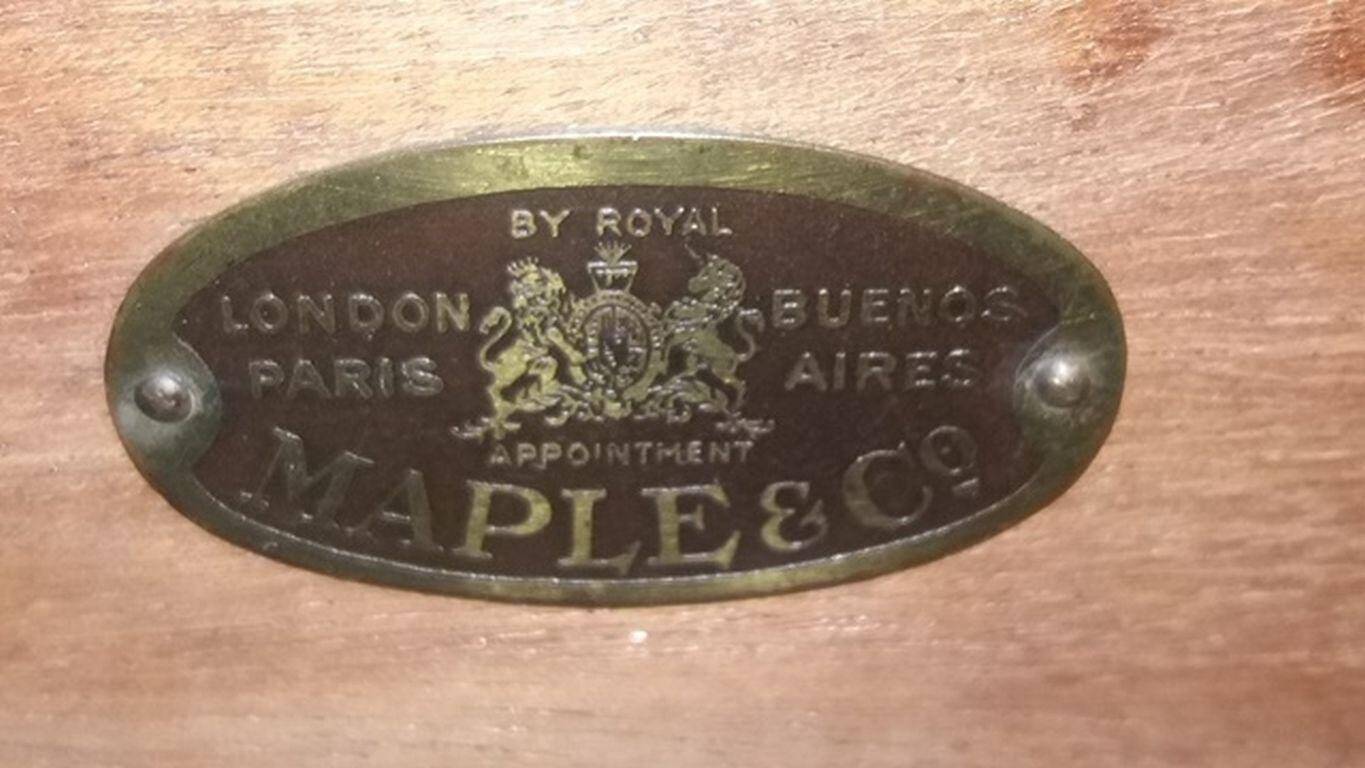 BY ROYAL
LONDON
PARIS
BUENOS
AIRES
APPOINTMENT
MAPLE & Co